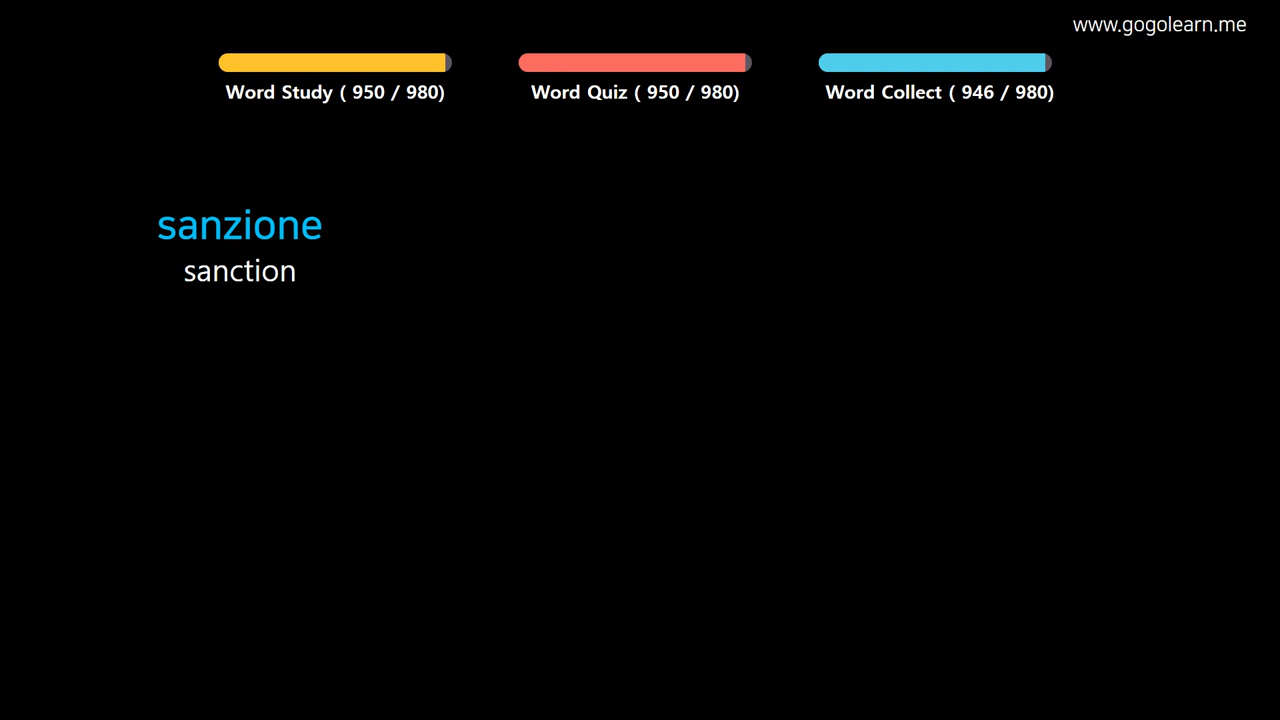 www.gogolearn.me
Word Study ( 950 / 980)
Word Quiz ( 950 / 980)
Word Collect ( 946 / 980)
sanzione
sanction